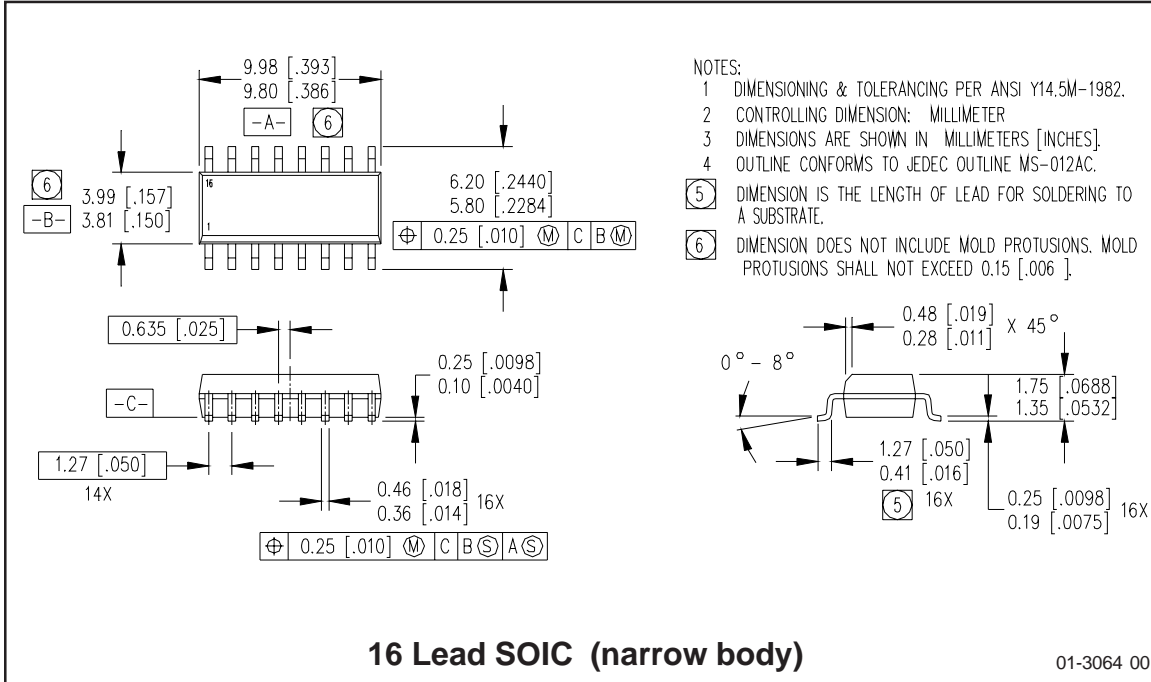 9.98 [.393]
9.80 [.386]
-A- 6
6
3.99 [.157]
-B- 3.81 [.150]
16
1
6.20 [.2440]
5.80 [.2284]
⌖ 0.25 [.010] Ⓜ C B Ⓜ
NOTES:
1 DIMENSIONING & TOLERANCING PER ANSI Y14.5M-1982.
2 CONTROLLING DIMENSION: MILLIMETER
3 DIMENSIONS ARE SHOWN IN MILLIMETERS [INCHES].
4 OUTLINE CONFORMS TO JEDEC OUTLINE MS-012AC.
5 DIMENSION IS THE LENGTH OF LEAD FOR SOLDERING TO
A SUBSTRATE.
6 DIMENSION DOES NOT INCLUDE MOLD PROTUSIONS. MOLD
PROTUSIONS SHALL NOT EXCEED 0.15 [.006 ].
0.635 [.025]
0.25 [.0098]
0.10 [.0040]
-C-
1.27 [.050]
14X
0.46 [.018]
0.36 [.014] 16X
⌖ 0.25 [.010] Ⓜ C B Ⓢ A Ⓢ
0.48 [.019]
0.28 [.011] X 45°
0° - 8°
1.75 [.0688]
1.35 [.0532]
1.27 [.050]
0.41 [.016]
5 16X
0.25 [.0098]
0.19 [.0075] 16X
16 Lead SOIC (narrow body)
01-3064 00